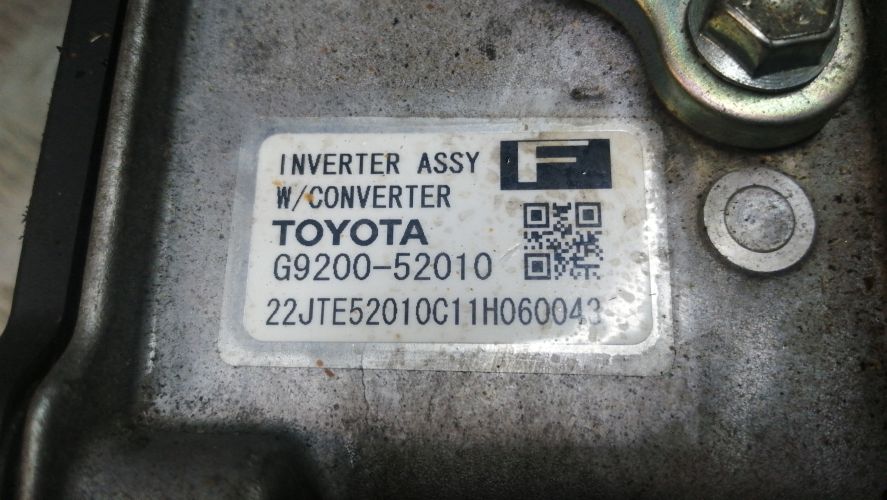 INVERTER ASSY F
W/CONVERTER
TOYOTA
G9200-52010
22JTE52010C11H060043